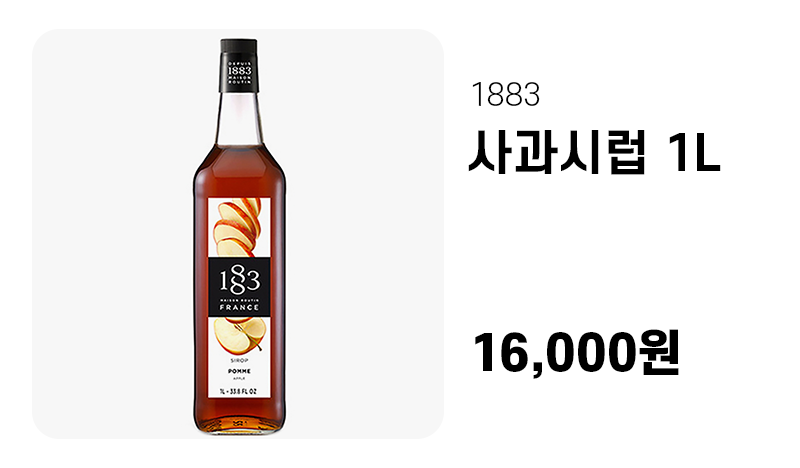 DEPUIS
1883
MAISON
ROUTIN
1883
MAISON ROUTIN
FRANCE
SIROP
POMME
APPLE
1L - 33.8 FL OZ
1883
사과시럽 1L
16,000원